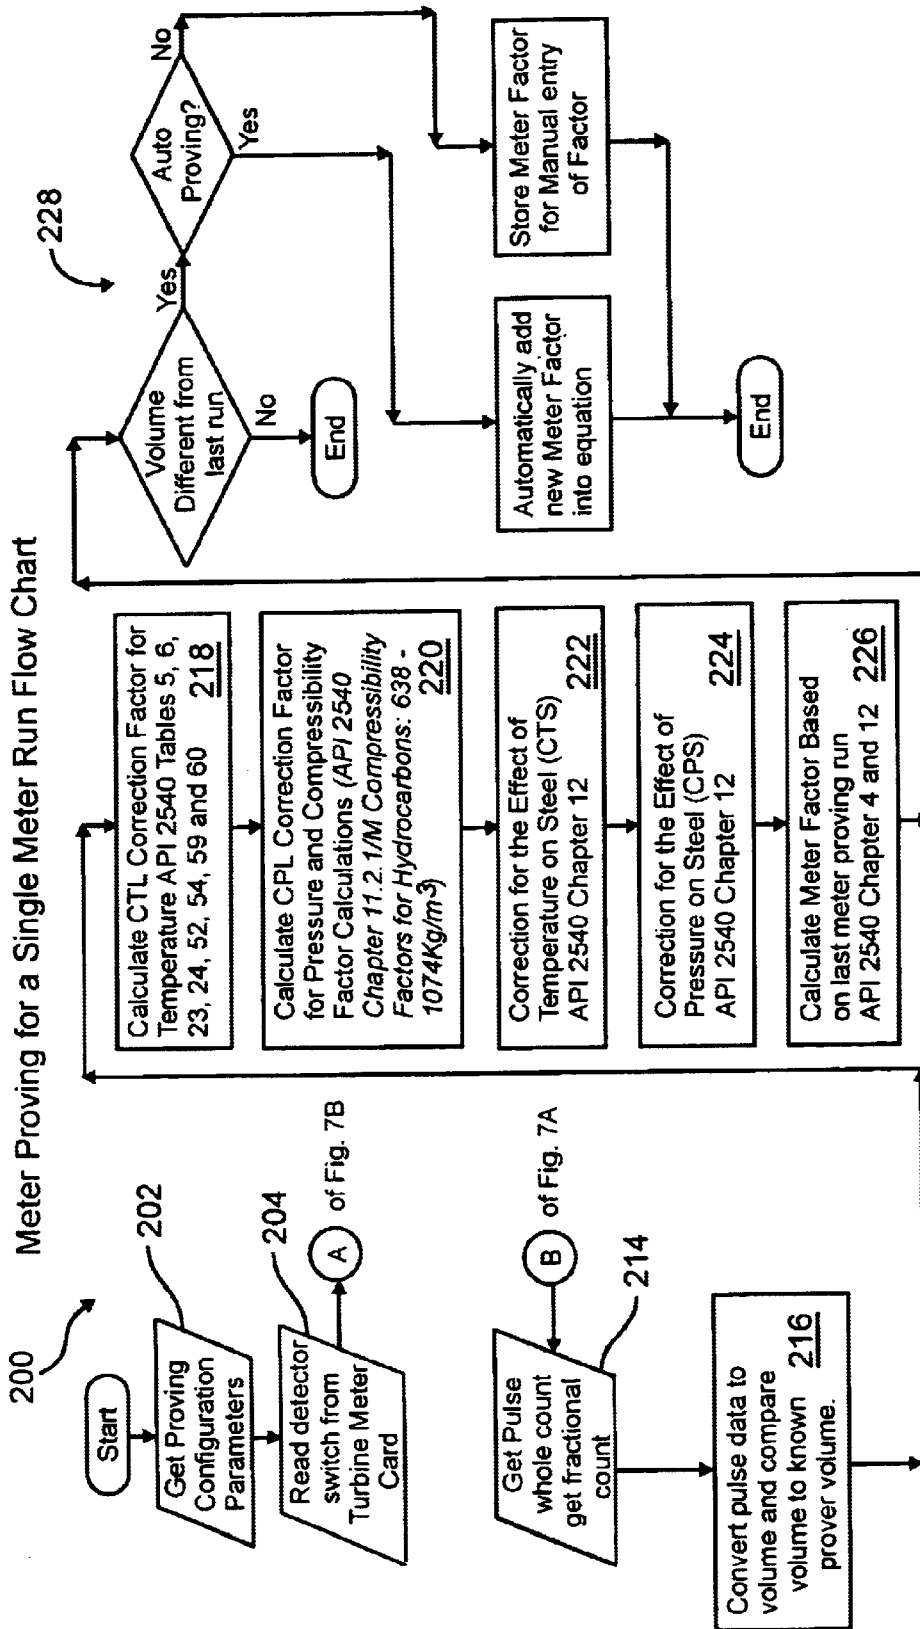 Meter Proving for a Single Meter Run Flow Chart
200
Start
202
Get Proving
Configuration
Parameters
204
Read detector
switch from
Turbine Meter
Card
A
of Fig. 7B
B
of Fig. 7A
214
Get Pulse
whole count
get fractional
count
Convert pulse data to
volume and compare
volume to known
prover volume.
216
Calculate CTL Correction Factor for
Temperature API 2540 Tables 5, 6,
23, 24, 52, 54, 59 and 60
218
Calculate CPL Correction Factor
for Pressure and Compressibility
Factor Calculations (API 2540
Chapter 11.2.1/M Compressibility
Factors for Hydrocarbons: 638 -
1074Kg/m3)
220
Correction for the Effect of
Temperature on Steel (CTS)
API 2540 Chapter 12
222
Correction for the Effect of
Pressure on Steel (CPS)
API 2540 Chapter 12
224
Calculate Meter Factor Based
on last meter proving run
API 2540 Chapter 4 and 12
226
228
Volume
Different from
last run
No
End
Yes
Auto
Proving?
No
Yes
Automatically add
new Meter Factor
into equation
Store Meter Factor
for Manual entry
of Factor
End